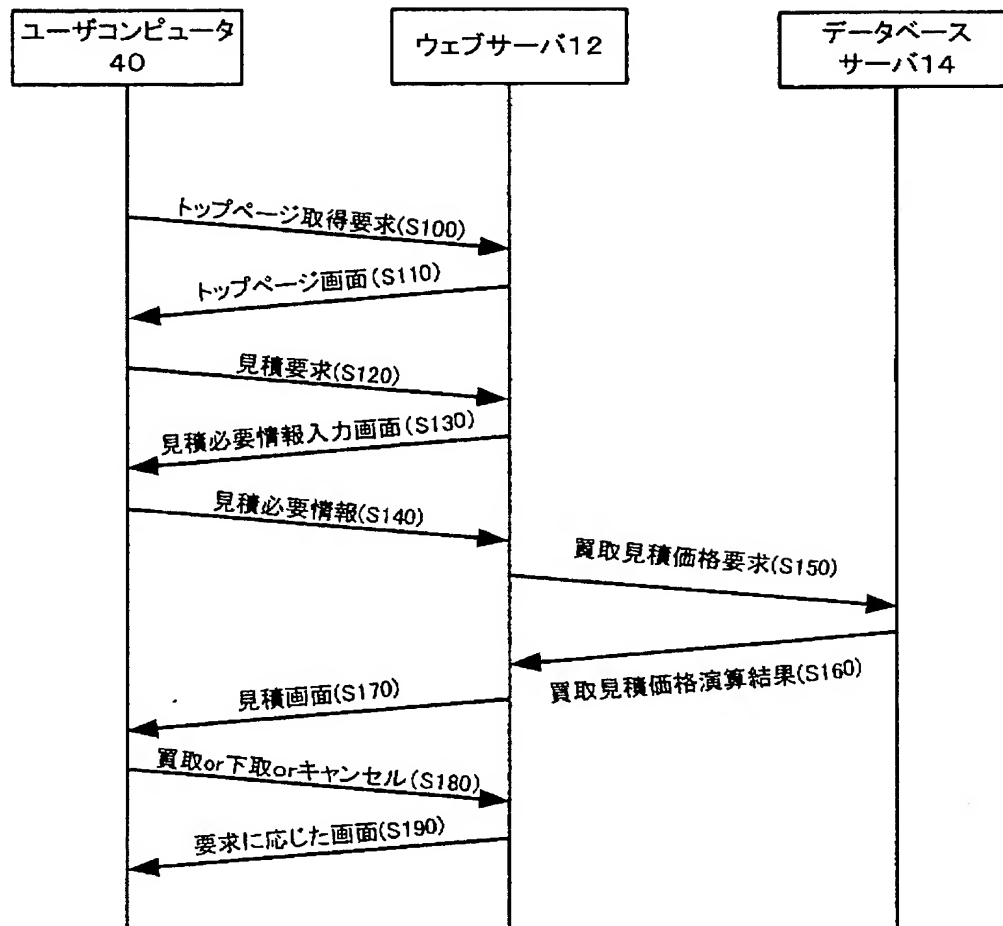 ユーザコンピュータ
40
ウェブサーバ12
データベース
サーバ14
トップページ取得要求(S100)
トップページ画面(S110)
見積要求(S120)
見積必要情報入力画面(S130)
見積必要情報(S140)
買取見積価格要求(S150)
買取見積価格演算結果(S160)
見積画面(S170)
買取or下取orキャンセル(S180)
要求に応じた画面(S190)